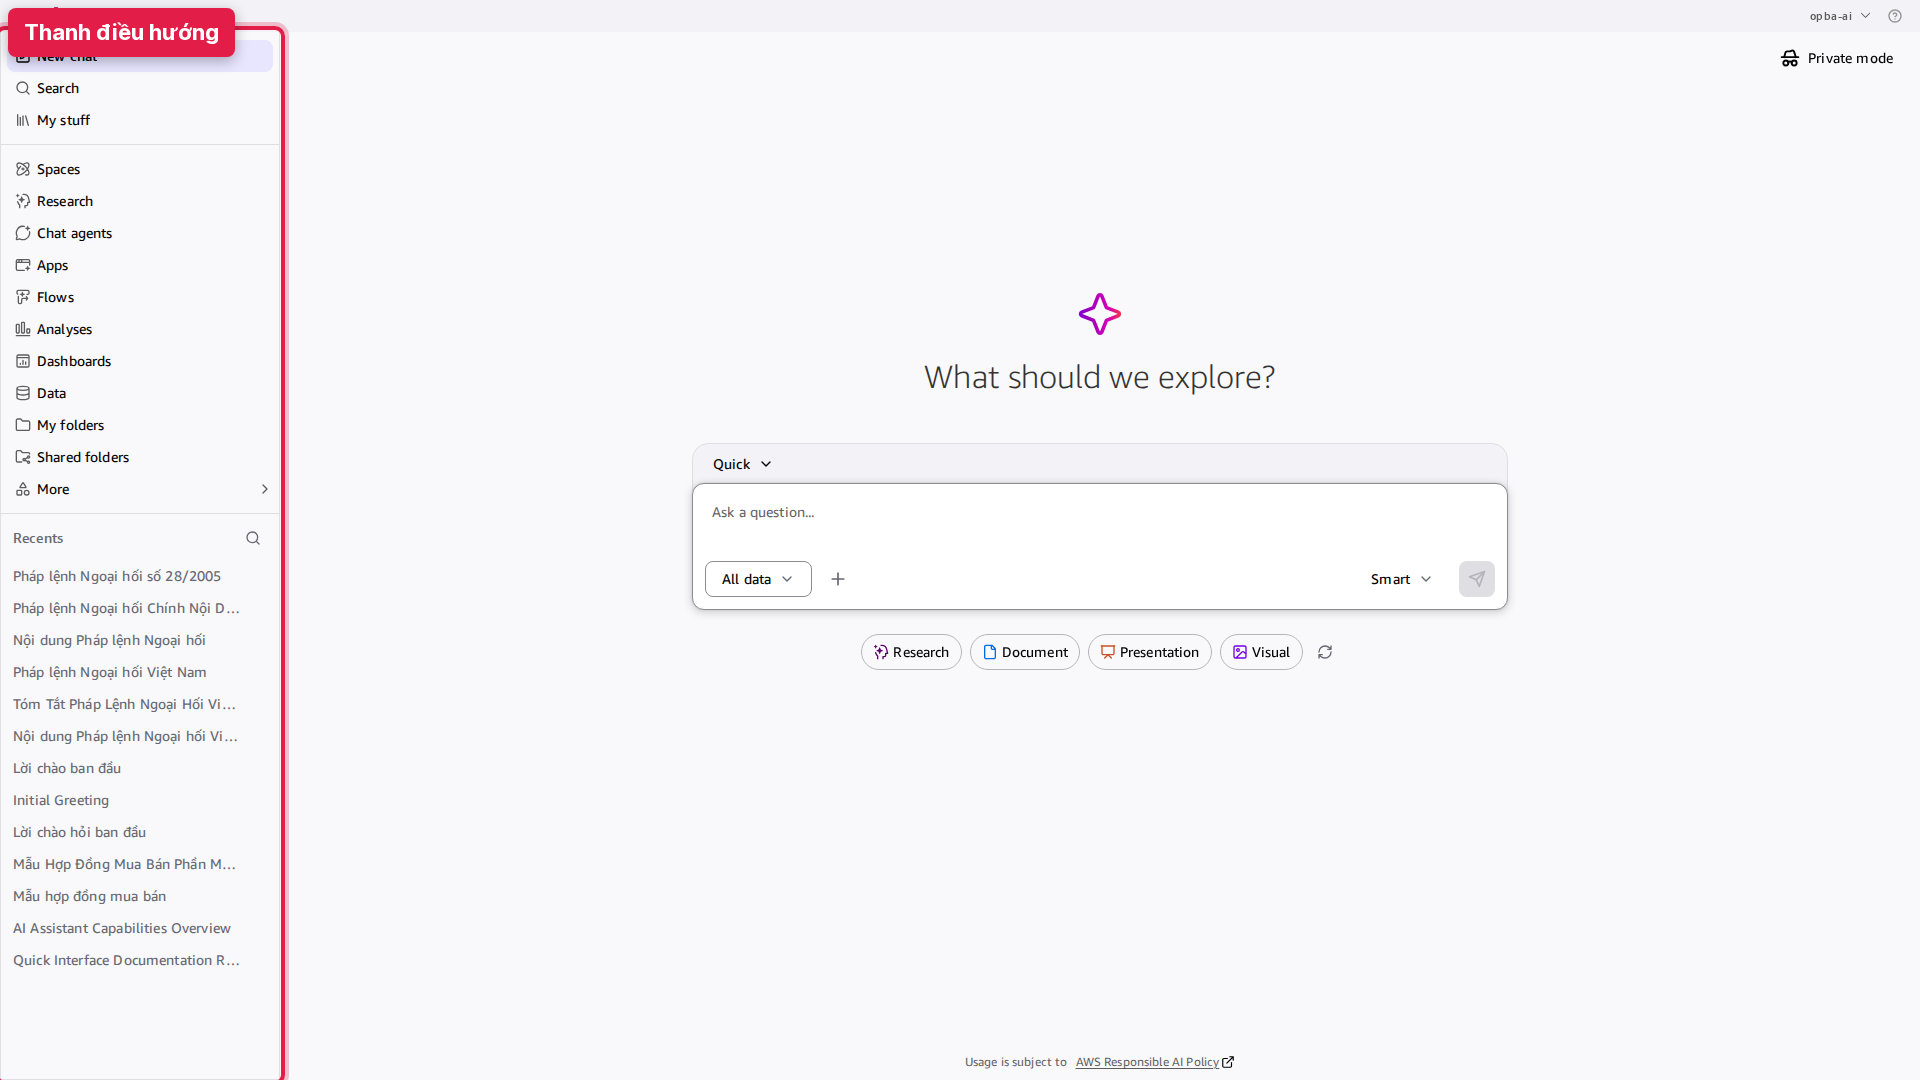 Thanh điều hướng
opba-ai
New chat
Private mode
Search
My stuff
Spaces
Research
Chat agents
Apps
Flows
Analyses
Dashboards
Data
My folders
Shared folders
More
Recents
Pháp lệnh Ngoại hối số 28/2005
Pháp lệnh Ngoại hối Chính Nội D...
Nội dung Pháp lệnh Ngoại hối
Pháp lệnh Ngoại hối Việt Nam
Tóm Tắt Pháp Lệnh Ngoại Hối Vi...
Nội dung Pháp lệnh Ngoại hối Vi...
Lời chào ban đầu
Initial Greeting
Lời chào hỏi ban đầu
Mẫu Hợp Đồng Mua Bán Phần M...
Mẫu hợp đồng mua bán
AI Assistant Capabilities Overview
Quick Interface Documentation R...
What should we explore?
Quick
Ask a question...
All data
Smart
Research
Document
Presentation
Visual
Usage is subject to AWS Responsible AI Policy